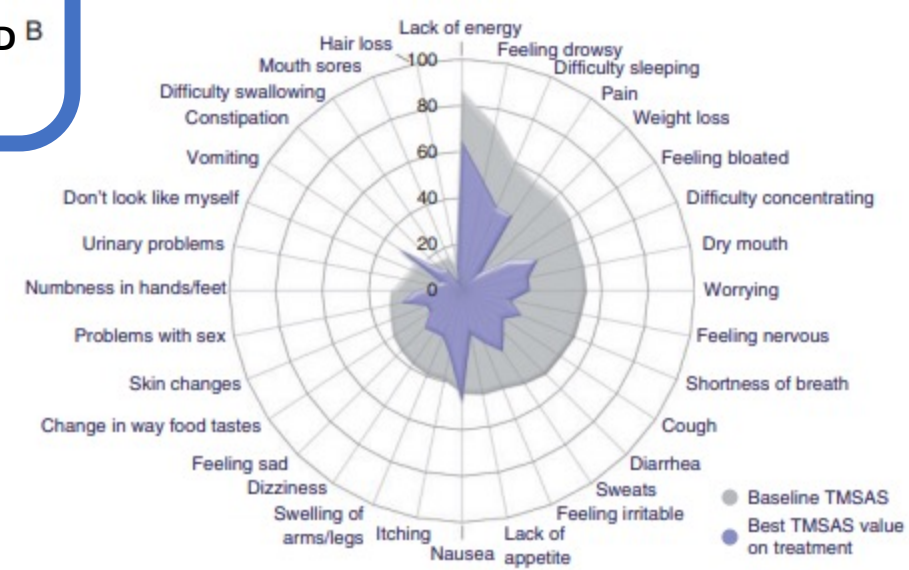 D B
Lack of energy
Feeling drowsy
Difficulty sleeping
Pain
Weight loss
Feeling bloated
Difficulty concentrating
Dry mouth
Worrying
Feeling nervous
Shortness of breath
Cough
Diarrhea
Sweats
Feeling irritable
Lack of
appetite
Nausea
Itching
Swelling of
arms/legs
Dizziness
Feeling sad
Change in way food tastes
Skin changes
Problems with sex
Numbness in hands/feet
Urinary problems
Don't look like myself
Vomiting
Constipation
Difficulty swallowing
Mouth sores
Hair loss
100
80
60
40
20
0
Baseline TMSAS
Best TMSAS value
on treatment